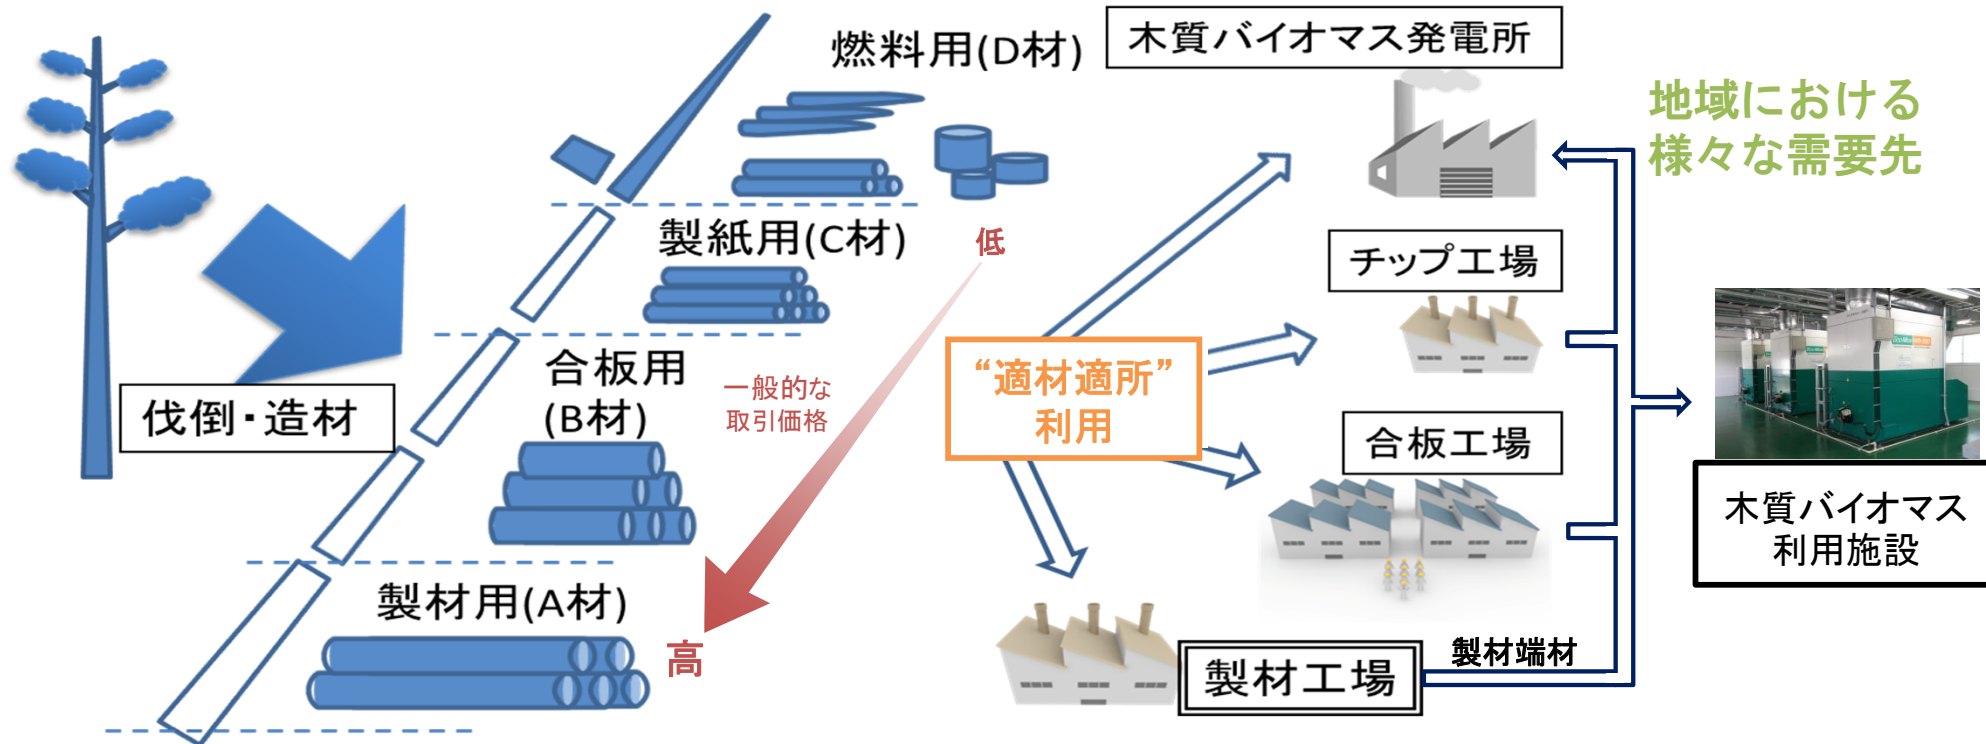 燃料用(D材)
木質バイオマス発電所
地域における
様々な需要先
製紙用(C材)
低
チップ工場
合板用
(B材)
一般的な
取引価格
“適材適所”
利用
伐倒・造材
合板工場
木質バイオマス
利用施設
製材用(A材)
高
製材工場
製材端材